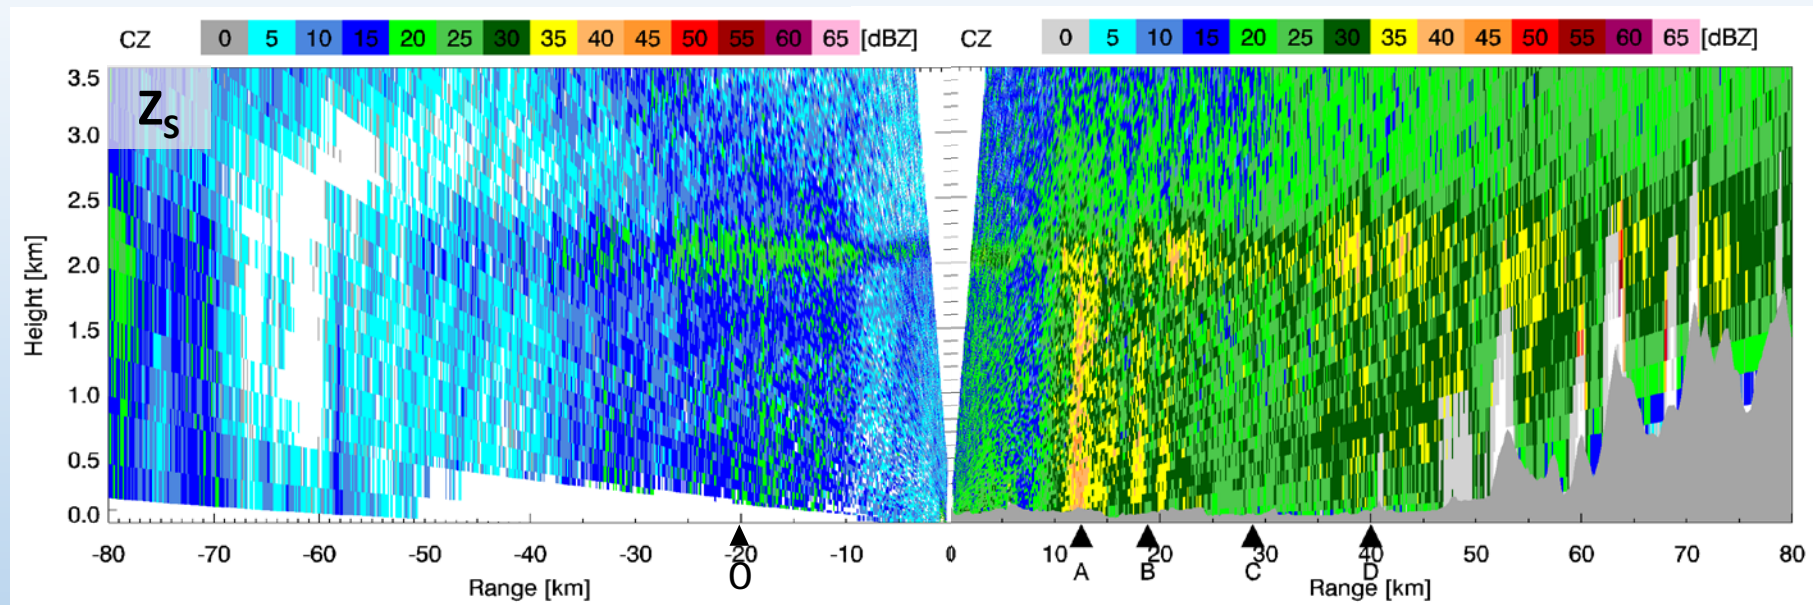 CZ 0 5 10 15 20 25 30 35 40 45 50 55 60 65 [dBZ]
CZ 0 5 10 15 20 25 30 35 40 45 50 55 60 65 [dBZ]
Zs
Height [km]
3.5
3.0
2.5
2.0
1.5
1.0
0.5
0.0
-80 -70 -60 -50 -40 -30 -20 -10 0 10 20 30 40 50 60 70 80
O A B C D
Range [km] Range [km]